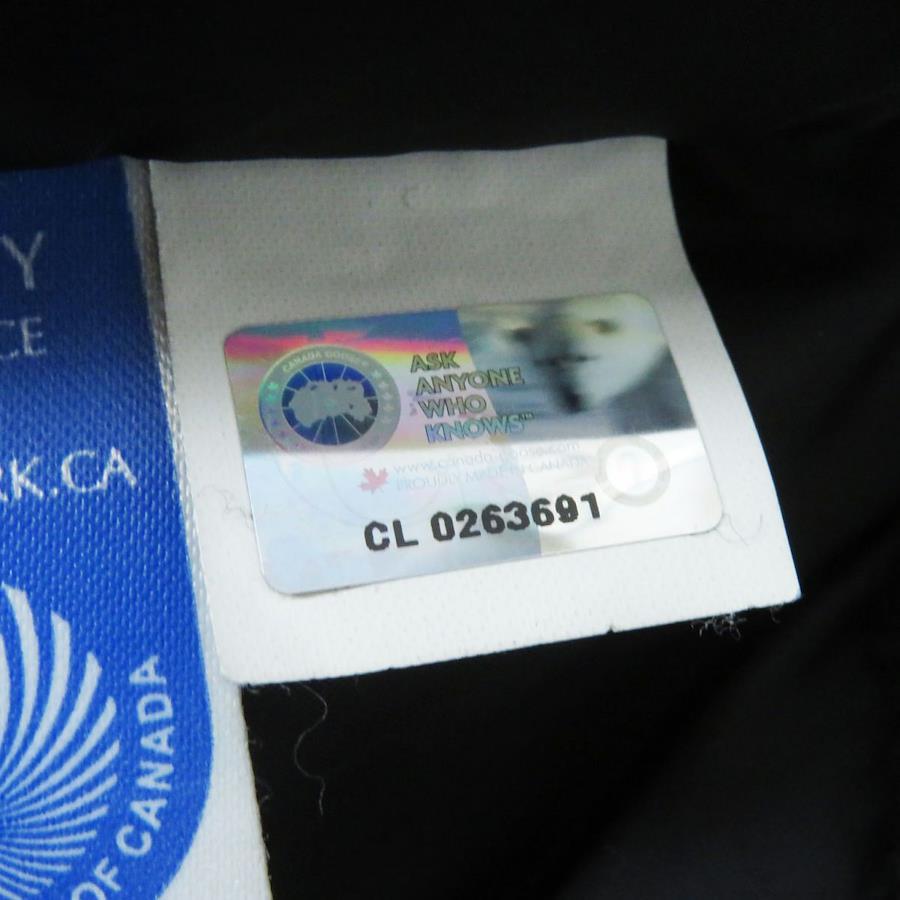 Y
CE
RK.CA
OF CANADA
CANADA GOOSE
ASK
ANYONE
WHO
KNOWS™
www.canada-goose.com
PROUDLY MADE IN CANADA
CL 0263691